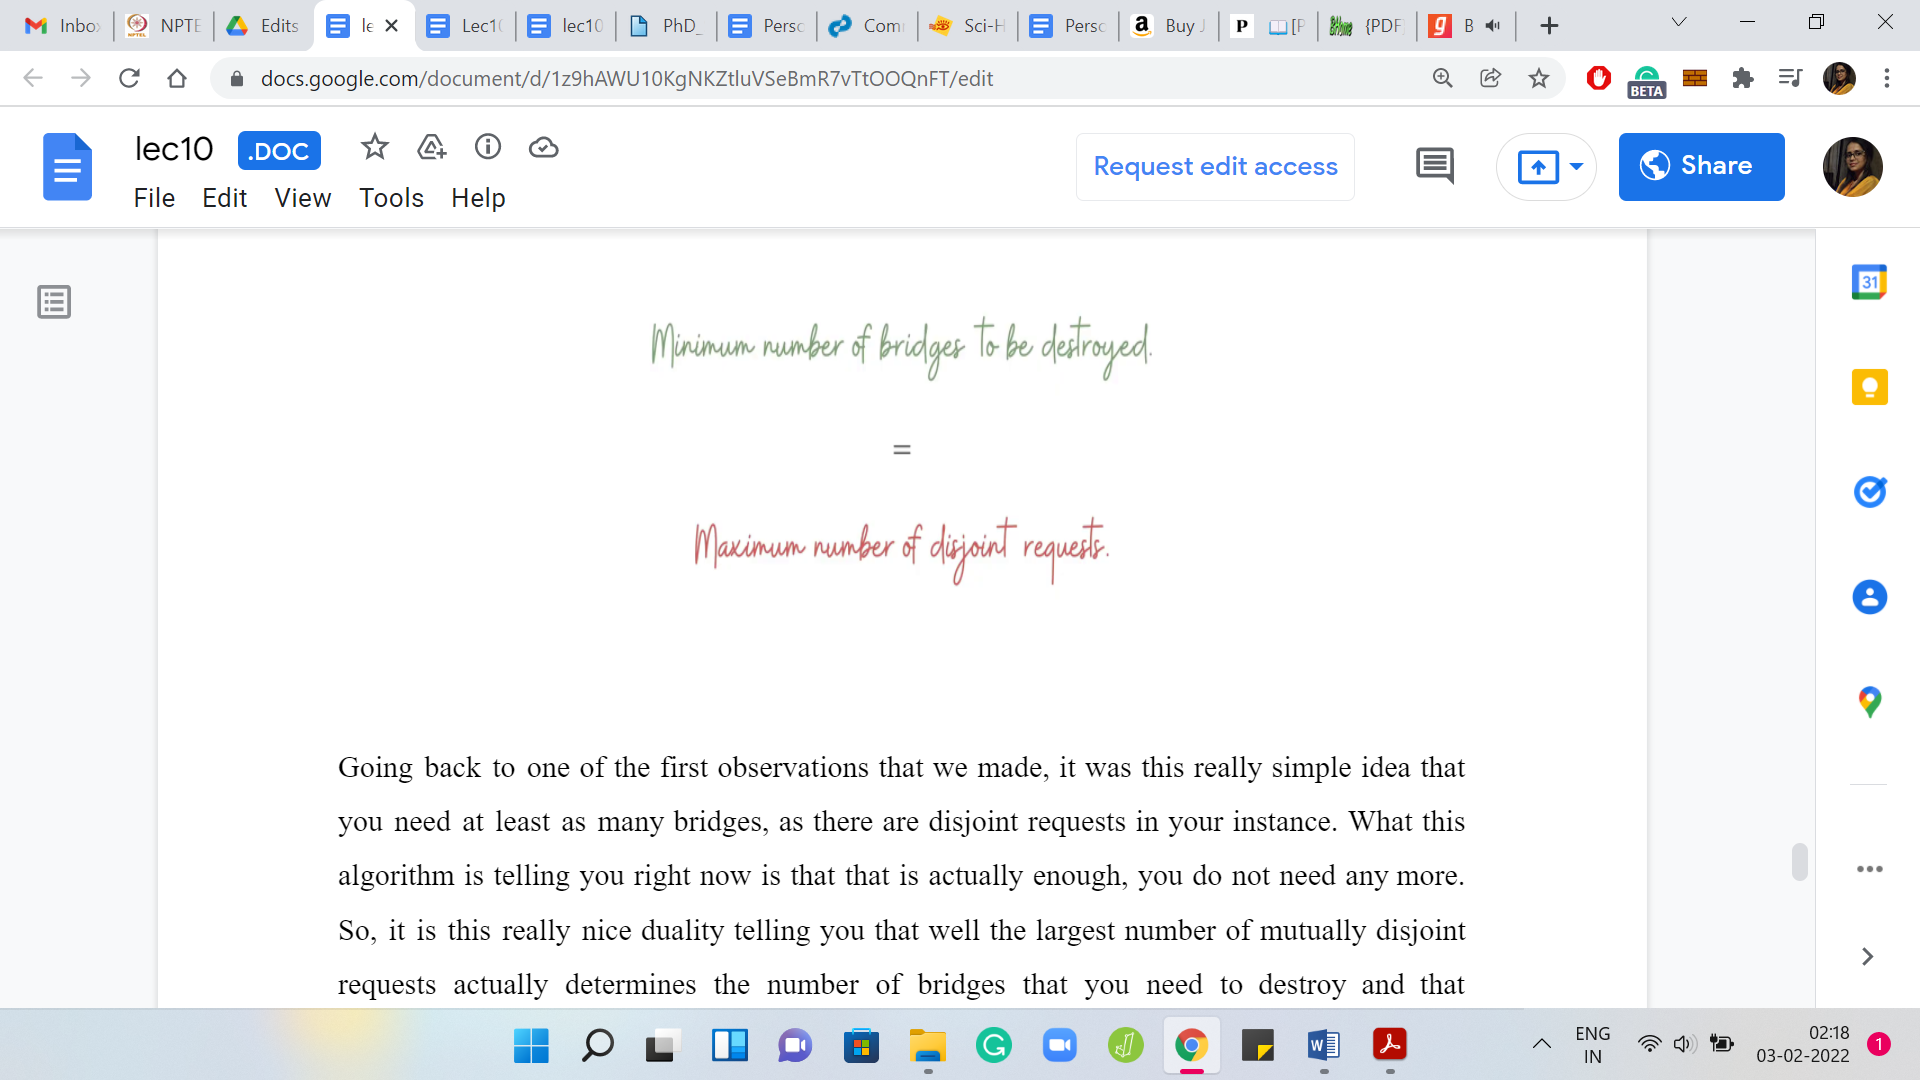 Inbo
NPTE
Edits
le
Lec1
lec10
PhD_
Perso
Com
Sci-H
Perso
Buy J
[P
{PDF
B
docs.google.com/document/d/1z9hAWU10KgNKZtluVSeBmR7vTtOOQnFT/edit
BETA
lec10
.DOC
File Edit View Tools Help
Request edit access
Share
31
Minimum number of bridges to be destroyed.
=
Maximum number of disjoint requests.
Going back to one of the first observations that we made, it was this really simple idea that
you need at least as many bridges, as there are disjoint requests in your instance. What this
algorithm is telling you right now is that that is actually enough, you do not need any more.
So, it is this really nice duality telling you that well the largest number of mutually disjoint
requests actually determines the number of bridges that you need to destroy and that
ENG
IN
02:18
03-02-2022
1